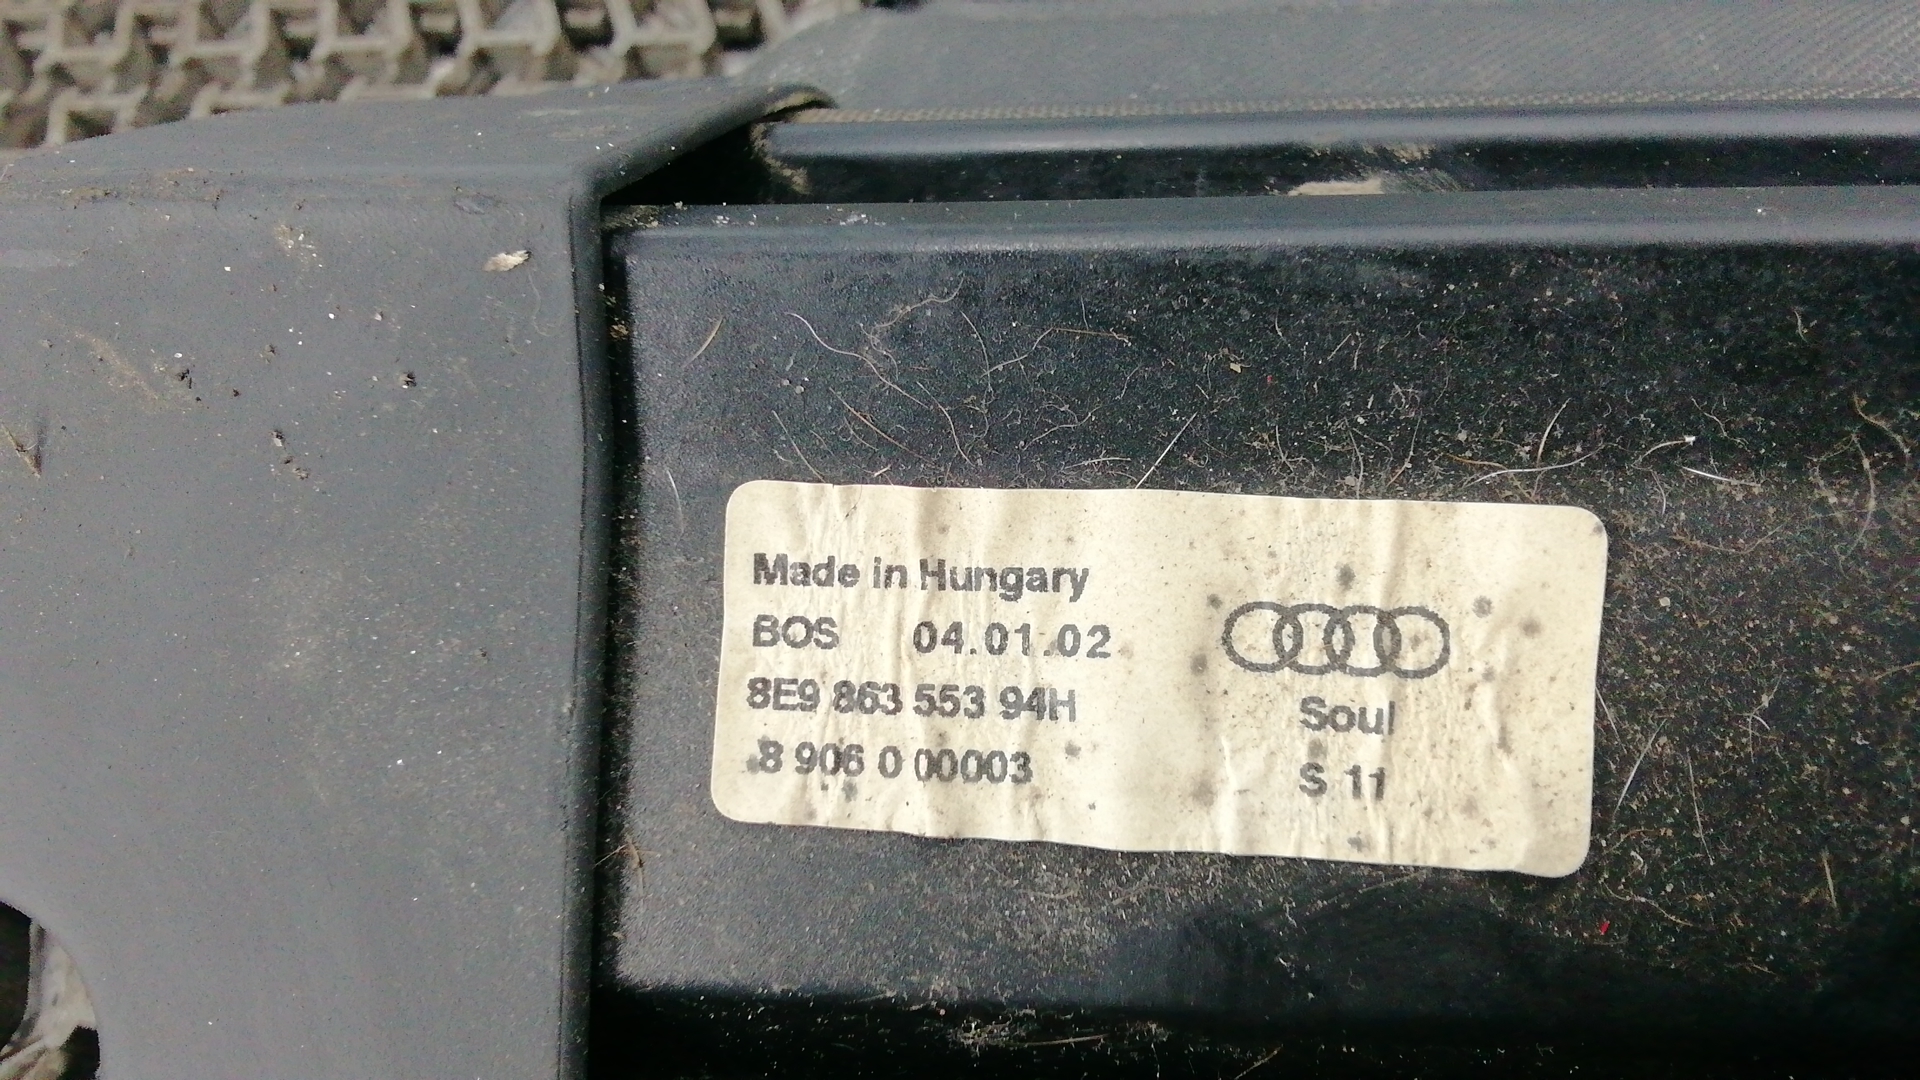 Made in Hungary
BOS 04.01.02
8E9 863 553 94H
8 906 0 00003
Soul
S 11